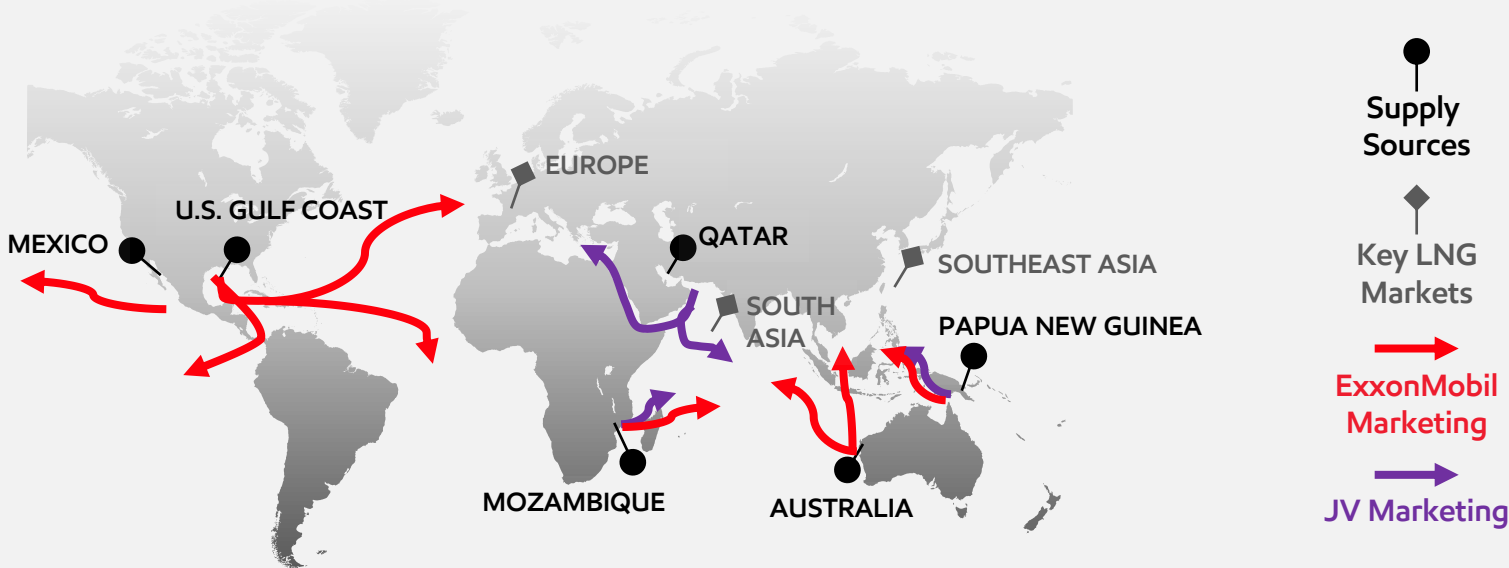 EUROPE
U.S. GULF COAST
MEXICO
QATAR
SOUTHEAST ASIA
SOUTH
ASIA
PAPUA NEW GUINEA
MOZAMBIQUE
AUSTRALIA
Supply
Sources
Key LNG
Markets
ExxonMobil
Marketing
JV Marketing